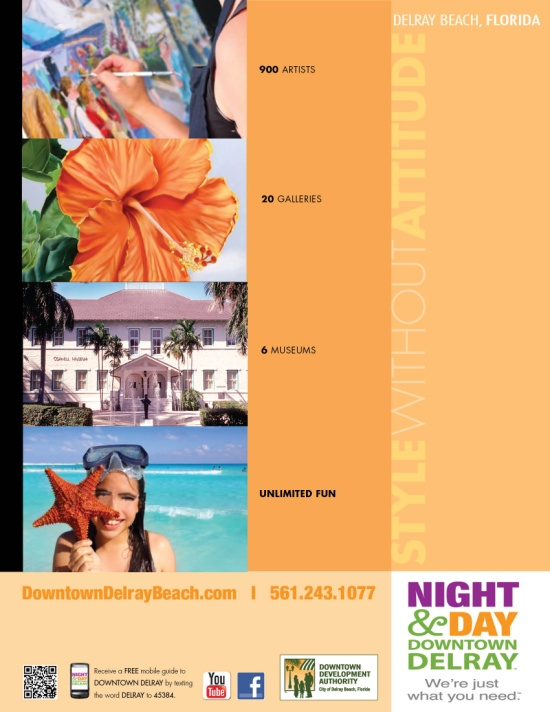 DELRAY BEACH, FLORIDA
STYLE WITHOUT ATTITUDE
900 ARTISTS
20 GALLERIES
6 MUSEUMS
UNLIMITED FUN
DowntownDelrayBeach.com | 561.243.1077
NIGHT
&DAY
DOWNTOWN
DELRAY
We're just
what you need.
Receive a FREE mobile guide to
DOWNTOWN DELRAY by texting
the word DELRAY to 45384.
You
Tube
f
DOWNTOWN
DEVELOPMENT
AUTHORITY
City of Delray Beach, Florida